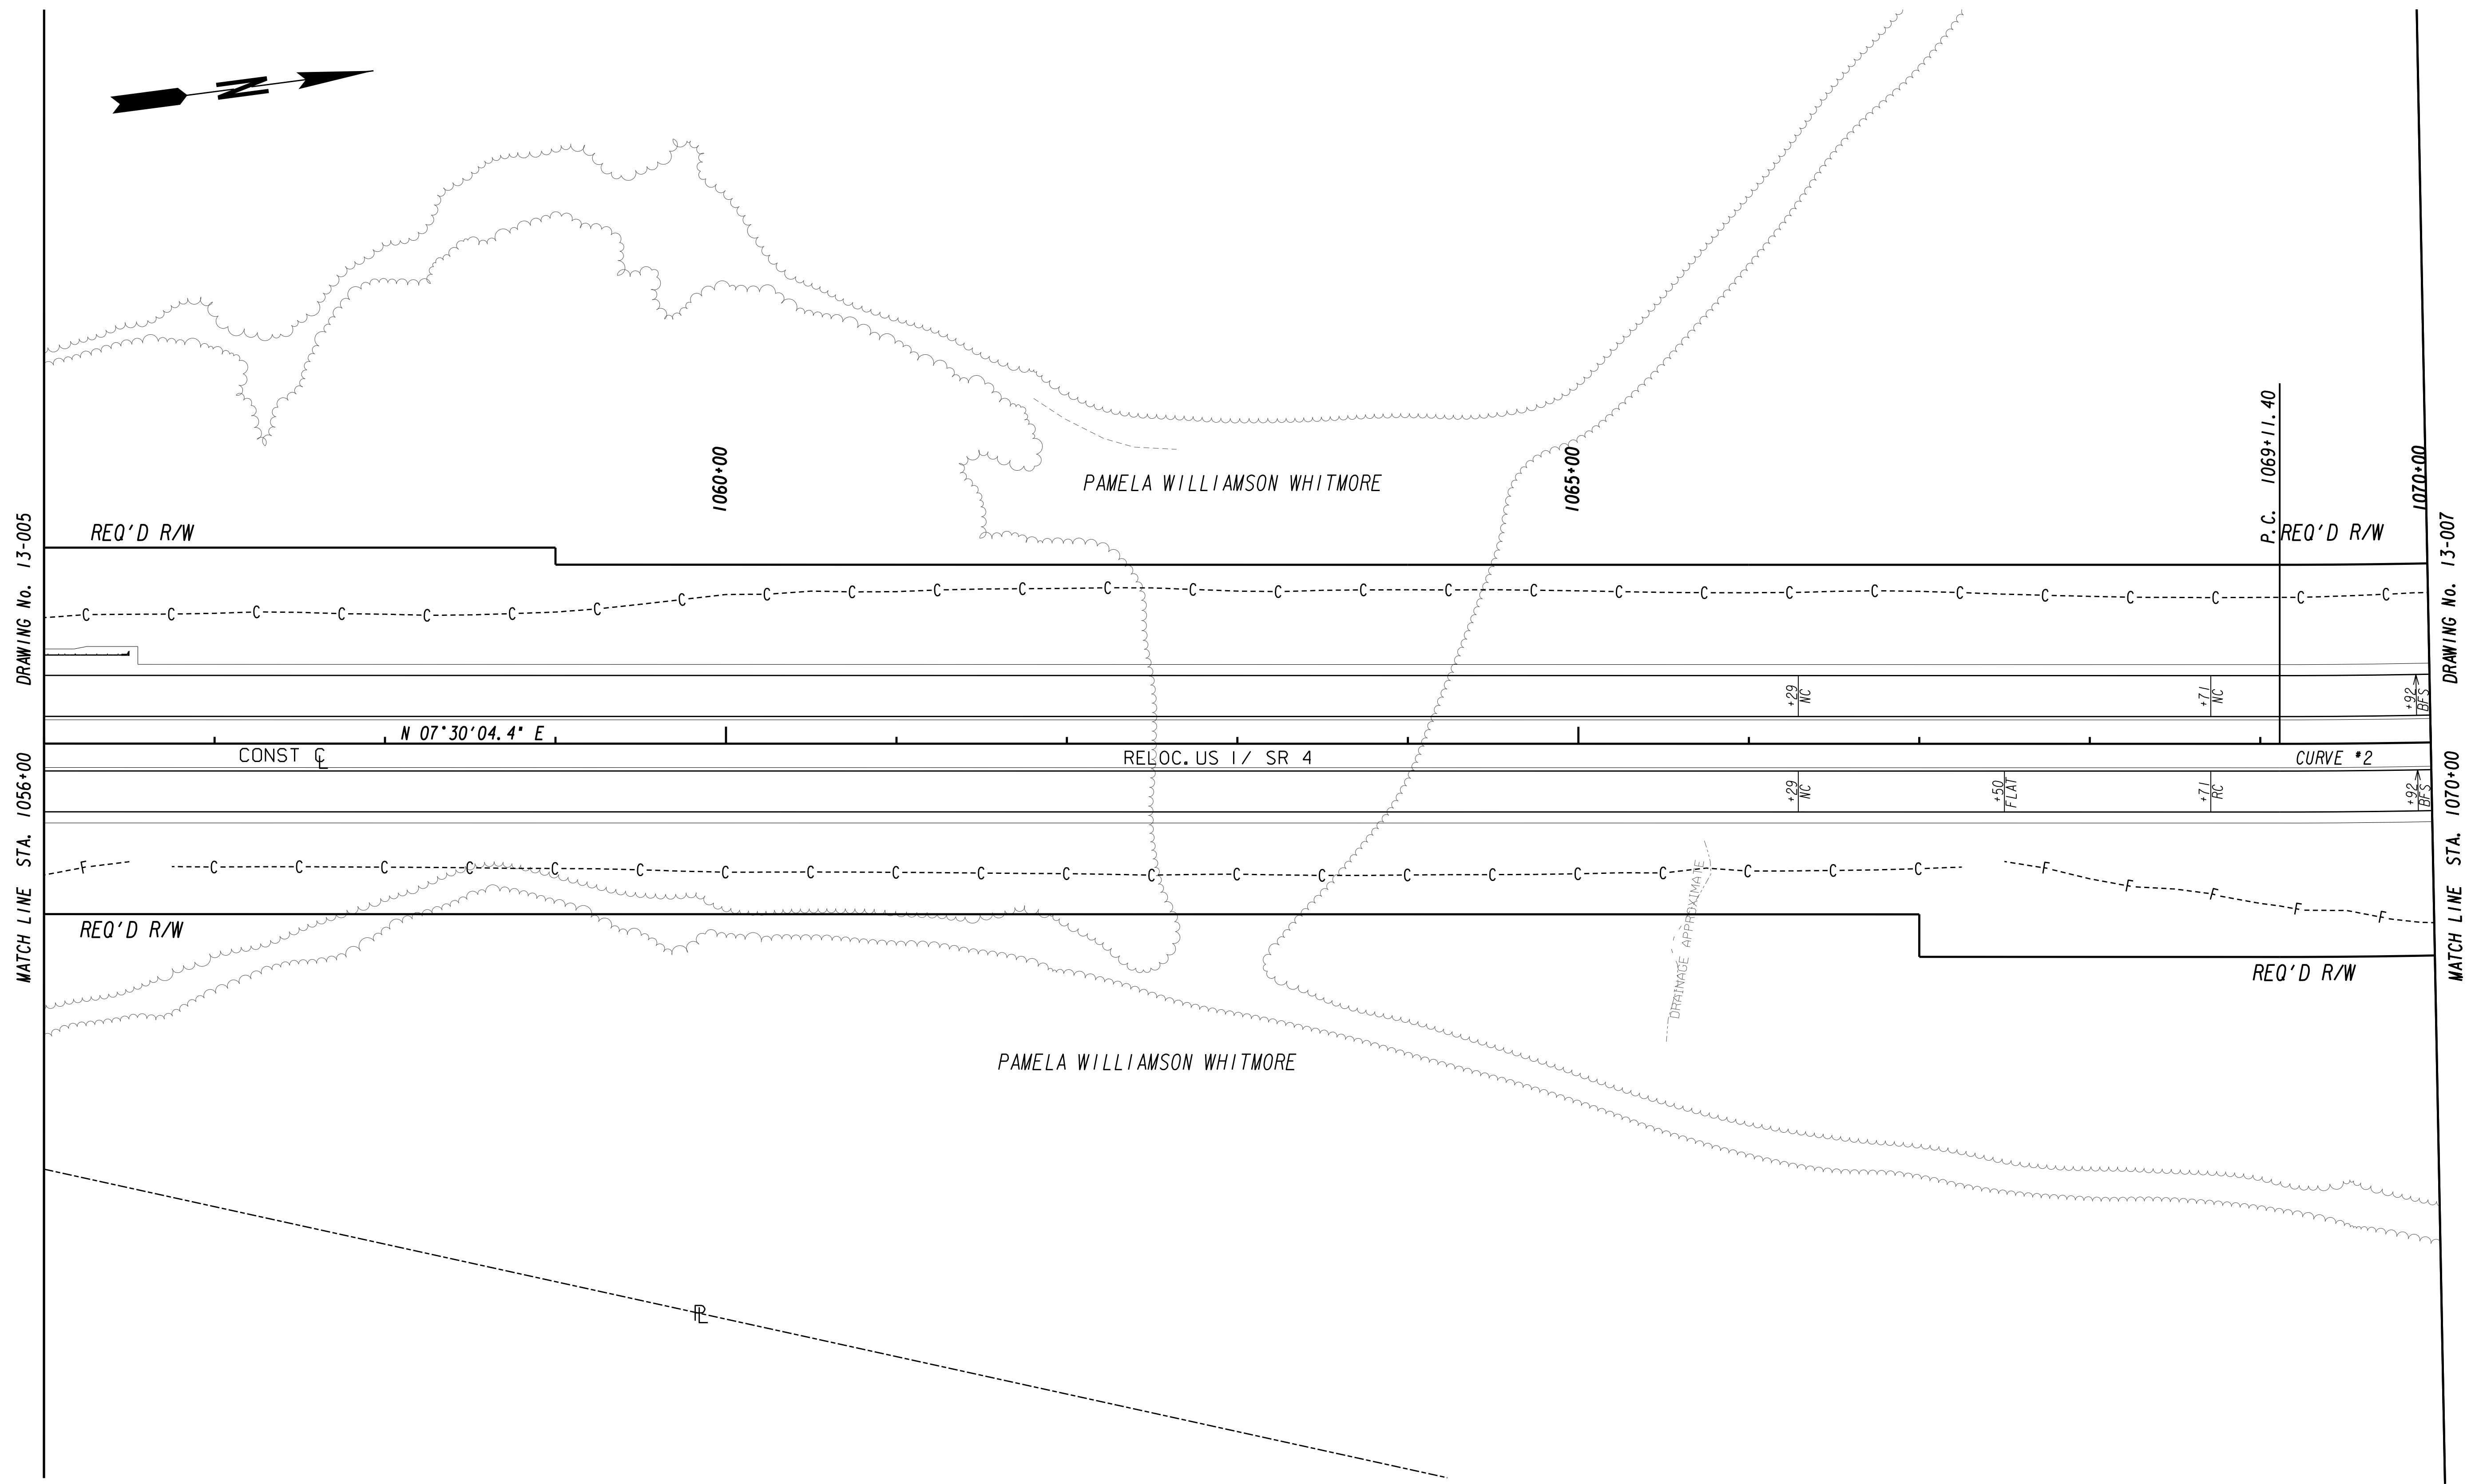 N
1060+00
1065+00
P.C. 1069+11.40
1070+00
PAMELA WILLIAMSON WHITMORE
REQ'D R/W
REQ'D R/W
DRAWING No. 13-005
DRAWING No. 13-007
C C C C C C C C C C C C C C C C C C C C C C C C C C C C
+29
NC
+71
NC
+92
BFS
N 07°30'04.4" E
CONST CL
RELOC. US 1/ SR 4
CURVE #2
+29
NC
+50
FLAT
+71
RC
+92
BFS
MATCH LINE STA. 1056+00
MATCH LINE STA. 1070+00
F C C C C C C C C C C C C C C C C C C C C C F F F F F
REQ'D R/W
DRAINAGE APPROXIMATE
REQ'D R/W
PAMELA WILLIAMSON WHITMORE
PL